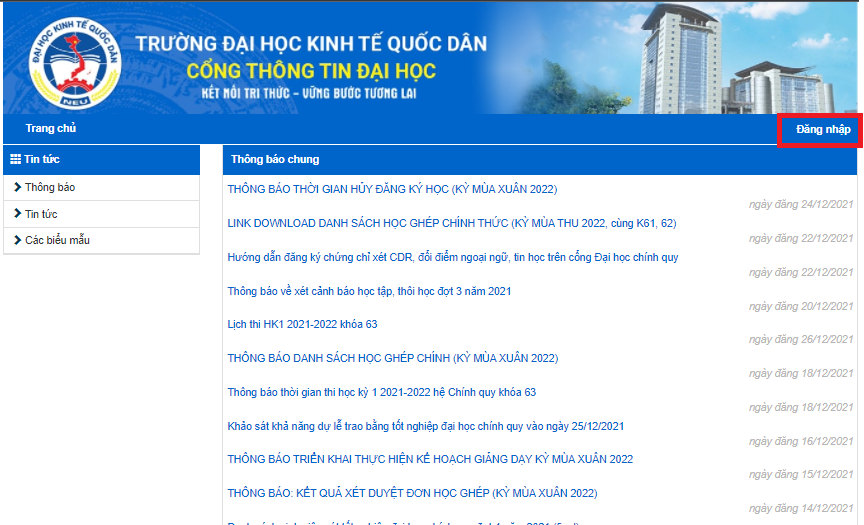 ĐẠI HỌC KINH TẾ QUỐC DÂN
NEU
TRƯỜNG ĐẠI HỌC KINH TẾ QUỐC DÂN
CỔNG THÔNG TIN ĐẠI HỌC
KẾT NỐI TRI THỨC – VỮNG BƯỚC TƯƠNG LAI
Trang chủ
Đăng nhập
Tin tức
Thông báo
Tin tức
Các biểu mẫu
Thông báo chung
THÔNG BÁO THỜI GIAN HỦY ĐĂNG KÝ HỌC (KỲ MÙA XUÂN 2022)
ngày đăng 24/12/2021
LINK DOWNLOAD DANH SÁCH HỌC GHÉP CHÍNH THỨC (KỲ MÙA THU 2022, cùng K61, 62)
ngày đăng 22/12/2021
Hướng dẫn đăng ký chứng chỉ xét CDR, đổi điểm ngoại ngữ, tin học trên cổng Đại học chính quy
ngày đăng 22/12/2021
Thông báo về xét cảnh báo học tập, thôi học đợt 3 năm 2021
ngày đăng 20/12/2021
Lịch thi HK1 2021-2022 khóa 63
ngày đăng 26/12/2021
THÔNG BÁO DANH SÁCH HỌC GHÉP CHÍNH (KỲ MÙA XUÂN 2022)
ngày đăng 18/12/2021
Thông báo thời gian thi học kỳ 1 2021-2022 hệ Chính quy khóa 63
ngày đăng 18/12/2021
Khảo sát khả năng dự lễ trao bằng tốt nghiệp đại học chính quy vào ngày 25/12/2021
ngày đăng 16/12/2021
THÔNG BÁO TRIỂN KHAI THỰC HIỆN KẾ HOẠCH GIẢNG DẠY KỲ MÙA XUÂN 2022
ngày đăng 15/12/2021
THÔNG BÁO: KẾT QUẢ XÉT DUYỆT ĐƠN HỌC GHÉP (KỲ MÙA XUÂN 2022)
ngày đăng 14/12/2021